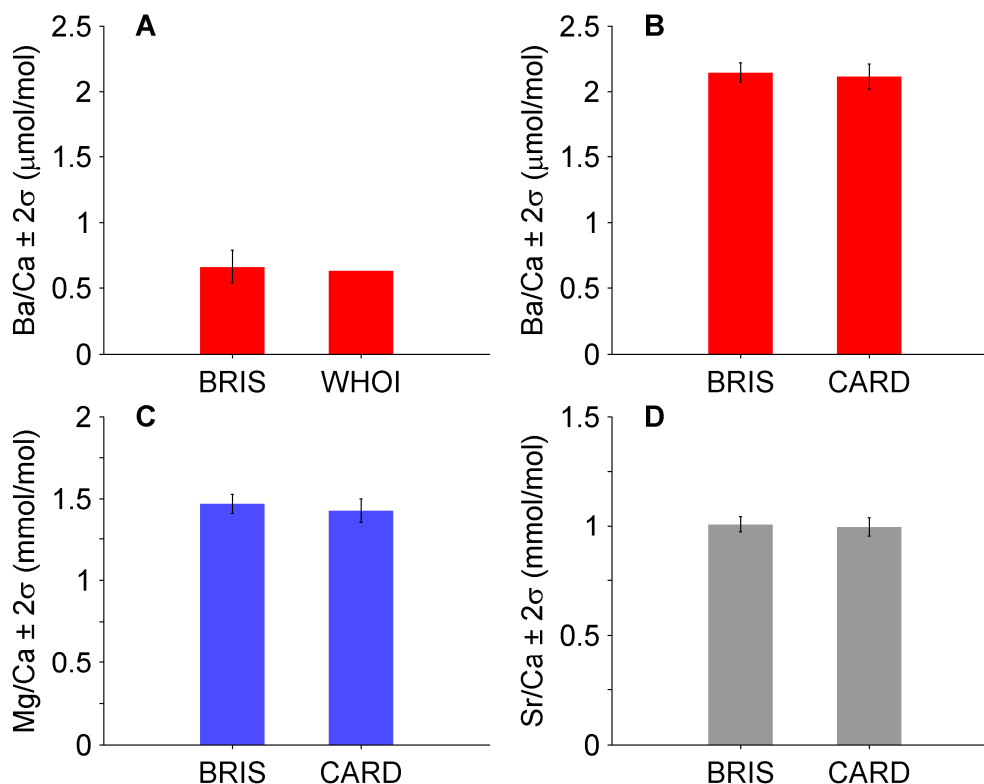 A
Ba/Ca ± 2σ (μmol/mol)
2.5
2
1.5
1
0.5
0
BRIS WHOI
B
Ba/Ca ± 2σ (μmol/mol)
2.5
2
1.5
1
0.5
0
BRIS CARD
C
Mg/Ca ± 2σ (mmol/mol)
2
1.5
1
0.5
0
BRIS CARD
D
Sr/Ca ± 2σ (mmol/mol)
1.5
1
0.5
0
BRIS CARD